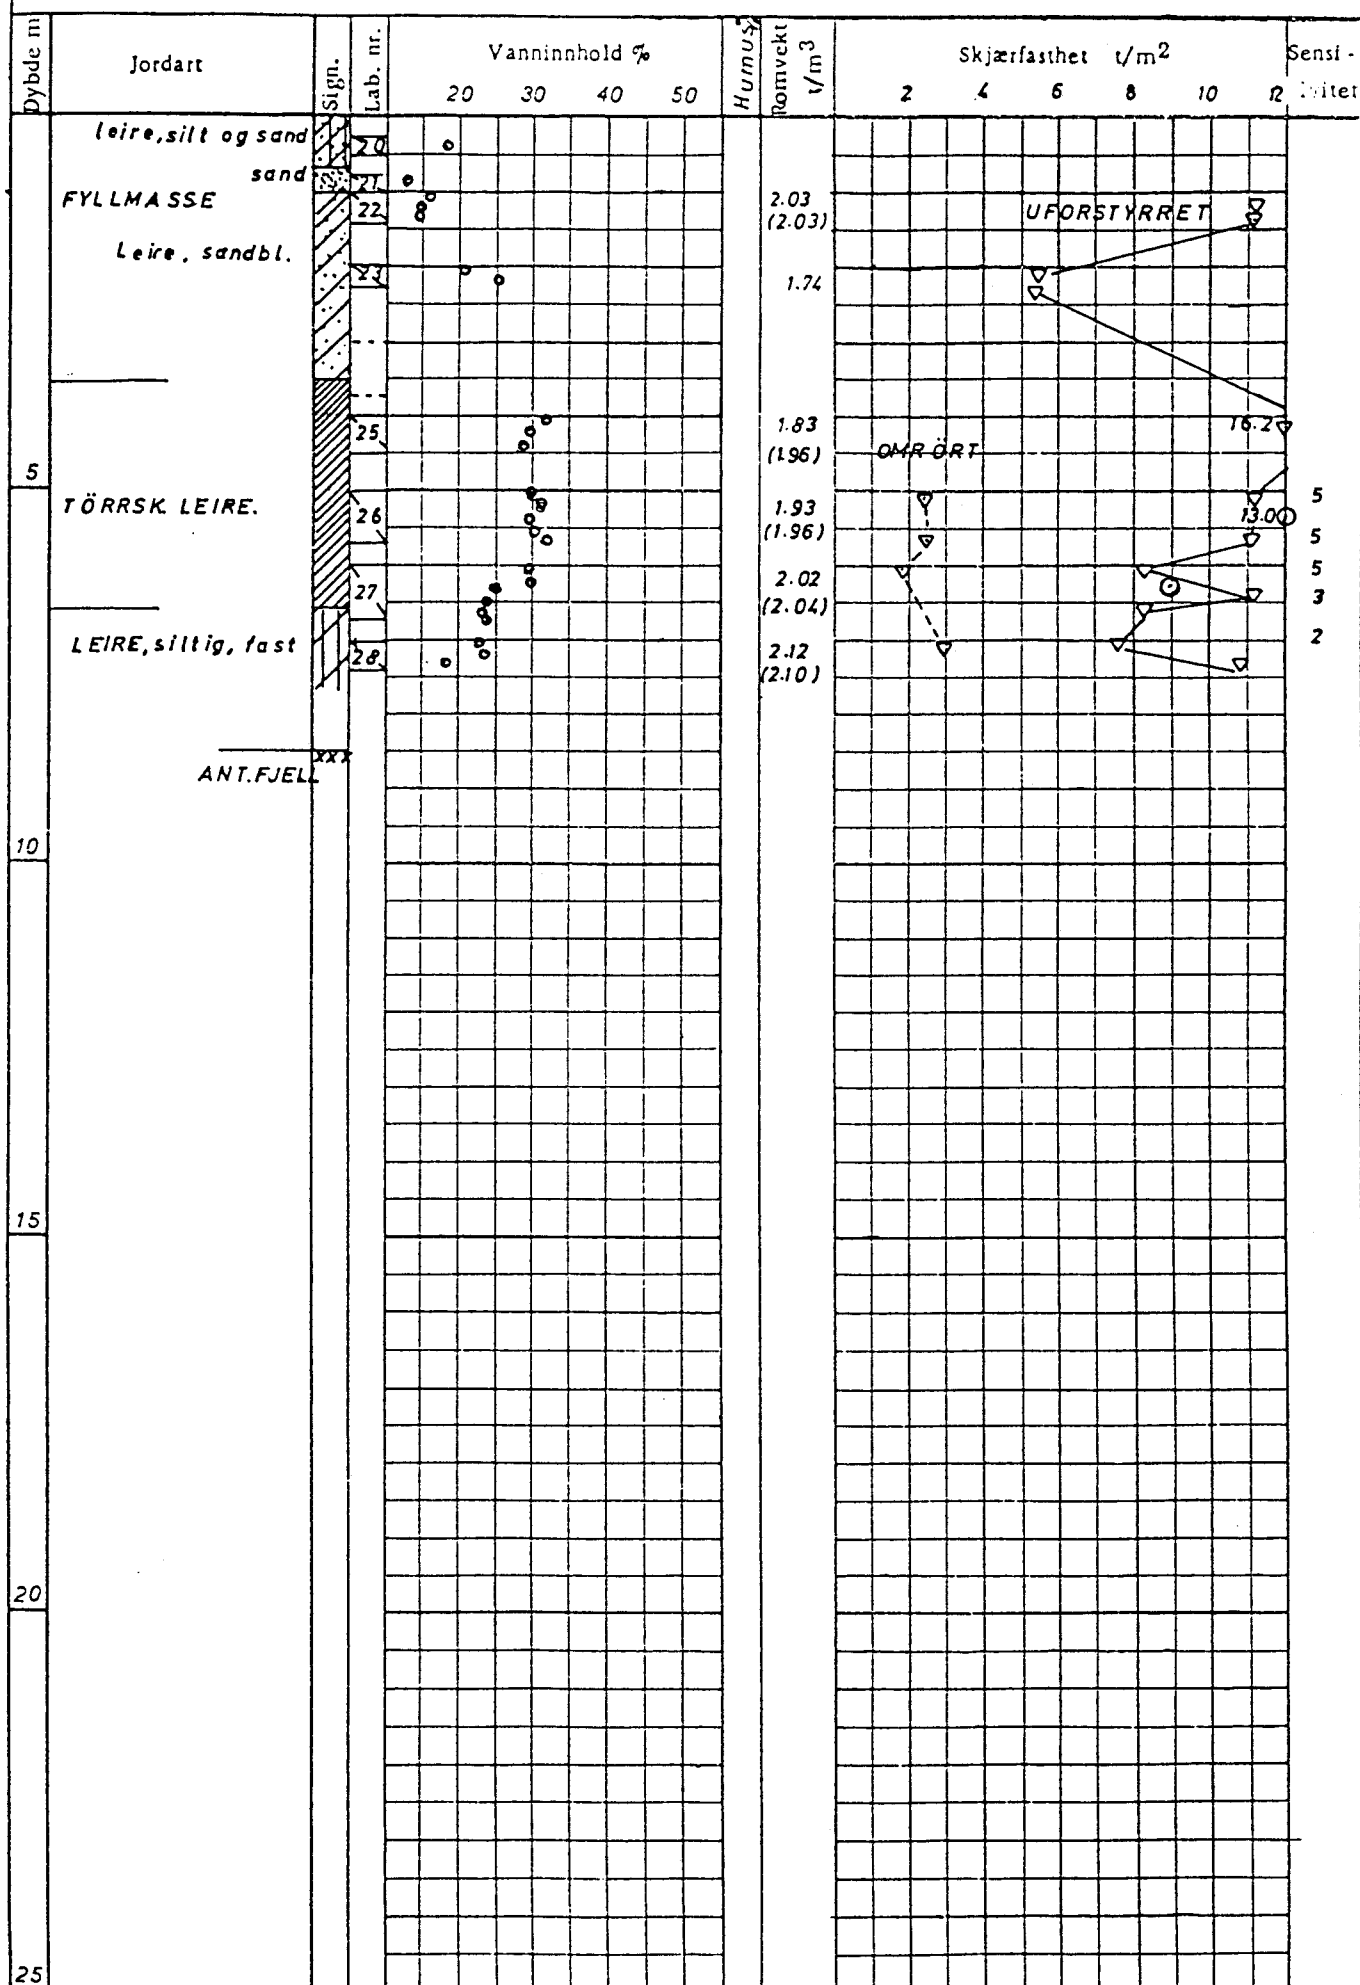 Dybde m
Jordart
Sign.
Lab. nr.
Vanninnhold %
20 30 40 50
Humus %
Romvekt t/m3
Skjærfasthet t/m2
2 4 6 8 10 12
Sensi -
leire, silt og sand
20
sand
21
FYLLMASSE
22
2.03
(2.03)
UFORSTYRRET
Leire, sandbl.
23
1.74
25
1.83
(1.96)
16.2
OMRÖRT
5
TÖRRSK. LEIRE.
26
1.93
(1.96)
13.0
5
5
27
2.02
(2.04)
5
3
LEIRE, siltig, fast
28
2.12
(2.10)
2
xxx
ANT. FJELL
10
15
20
25